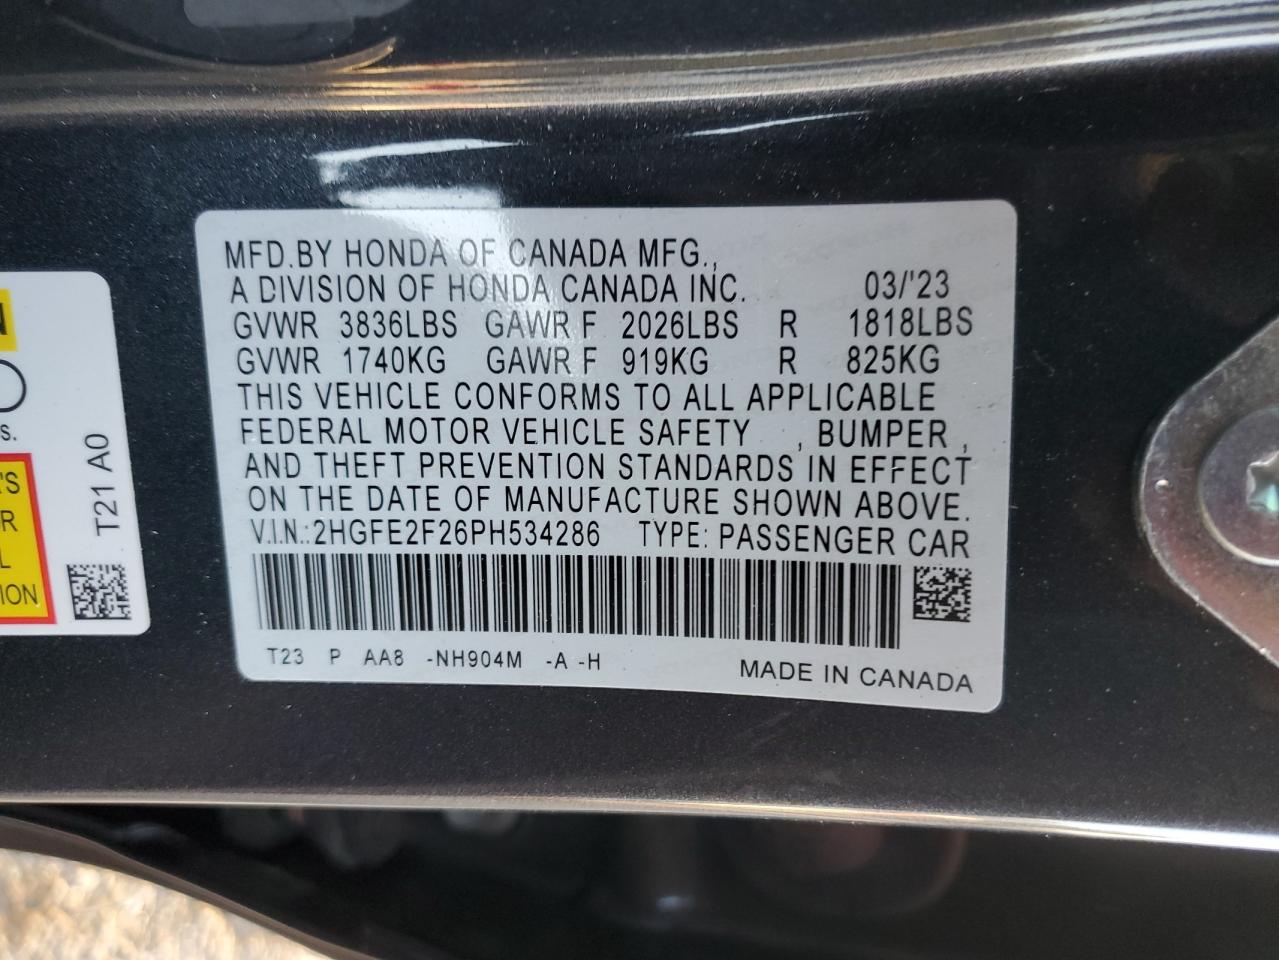 MFD.BY HONDA OF CANADA MFG.,
A DIVISION OF HONDA CANADA INC. 03/'23
GVWR 3836LBS GAWR F 2026LBS R 1818LBS
GVWR 1740KG GAWR F 919KG R 825KG
THIS VEHICLE CONFORMS TO ALL APPLICABLE
FEDERAL MOTOR VEHICLE SAFETY , BUMPER ,
AND THEFT PREVENTION STANDARDS IN EFFECT
ON THE DATE OF MANUFACTURE SHOWN ABOVE.
V.I.N.:2HGFE2F26PH534286 TYPE: PASSENGER CAR
T23 P AA8 -NH904M -A -H
MADE IN CANADA
N
S.
'S
R
L
ION
T21 A0